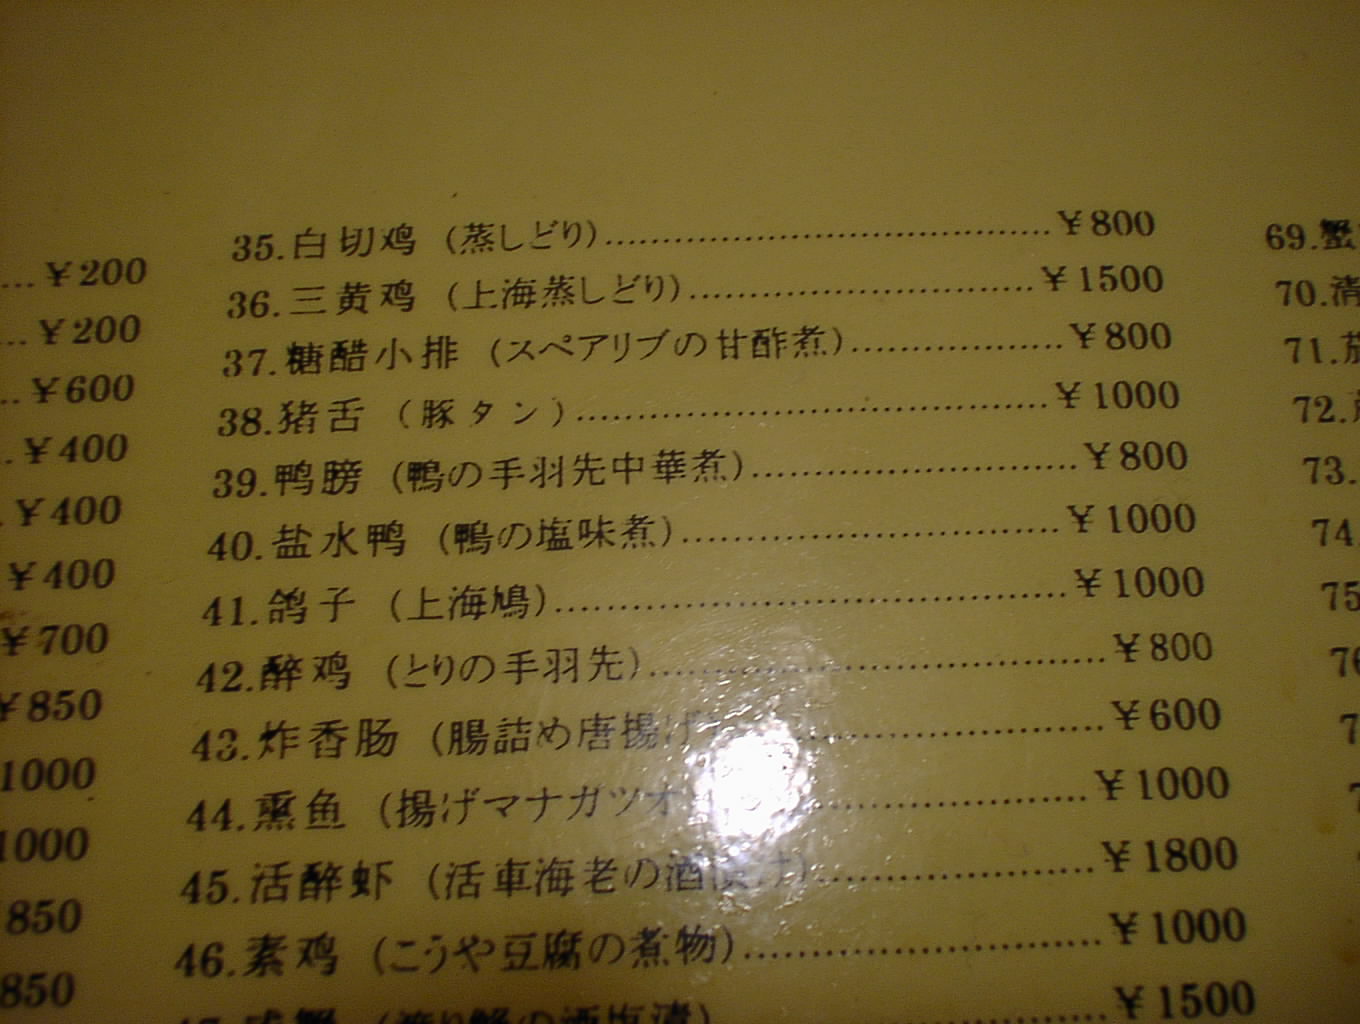 ...¥200
...¥200
..¥600
.¥400
.¥400
¥400
¥700
¥850
1000
1000
850
850
35.白切鸡 (蒸しどり)......¥800
36.三黄鸡 (上海蒸しどり)......¥1500
37.糖醋小排 (スペアリブの甘酢煮)......¥800
38.猪舌 (豚タン)......¥1000
39.鸭膀 (鴨の手羽先中華煮)......¥800
40.盐水鸭 (鴨の塩味煮)......¥1000
41.鸽子 (上海鳩)......¥1000
42.醉鸡 (とりの手羽先)......¥800
43.炸香肠 (腸詰め唐揚げ......¥600
44.熏鱼 (揚げマナガツオ......¥1000
45.活醉虾 (活車海老の酒漬け)......¥1800
46.素鸡 (こうや豆腐の煮物)......¥1000
¥1500
69.蟹
70.清
71.
72.
73.
74.
75